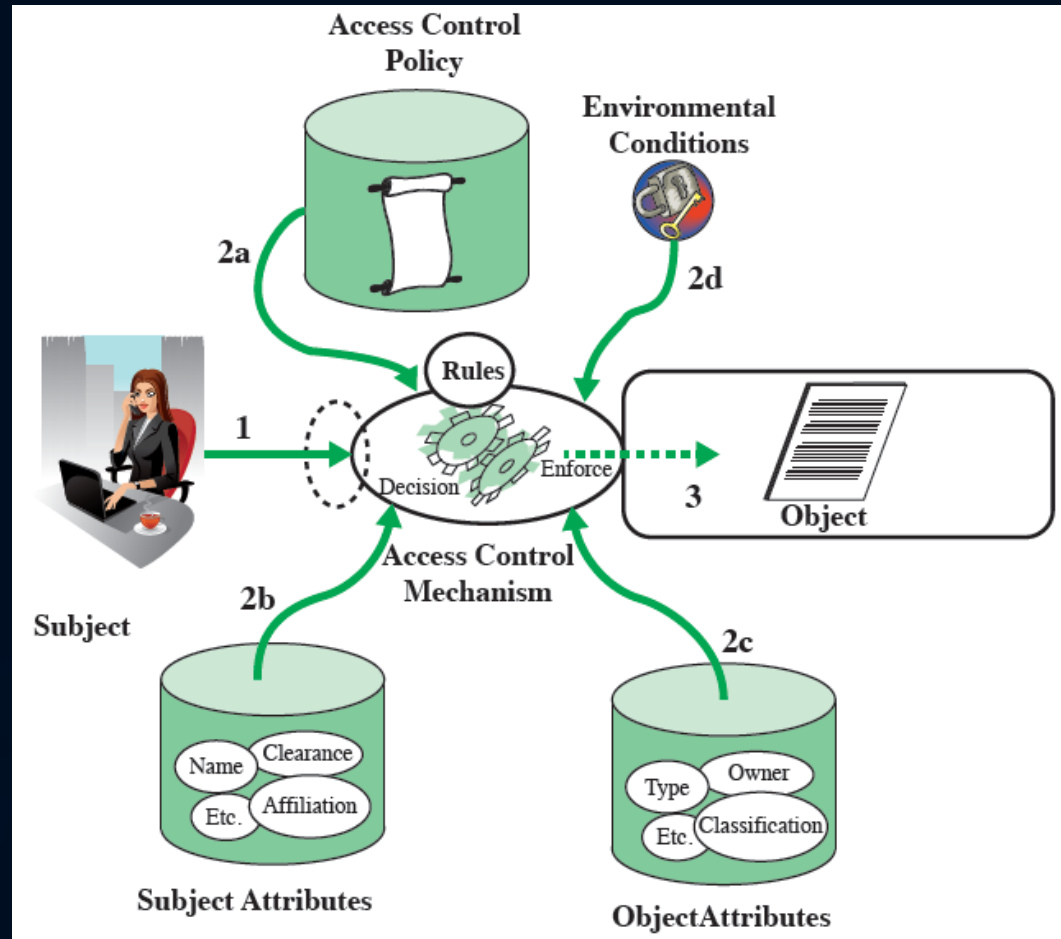 Access Control
Policy
Environmental
Conditions
2a
2d
Rules
1
Decision
Enforce
3
Object
Access Control
Mechanism
2b
Subject
2c
Name
Clearance
Etc.
Affiliation
Type
Owner
Etc.
Classification
Subject Attributes
ObjectAttributes